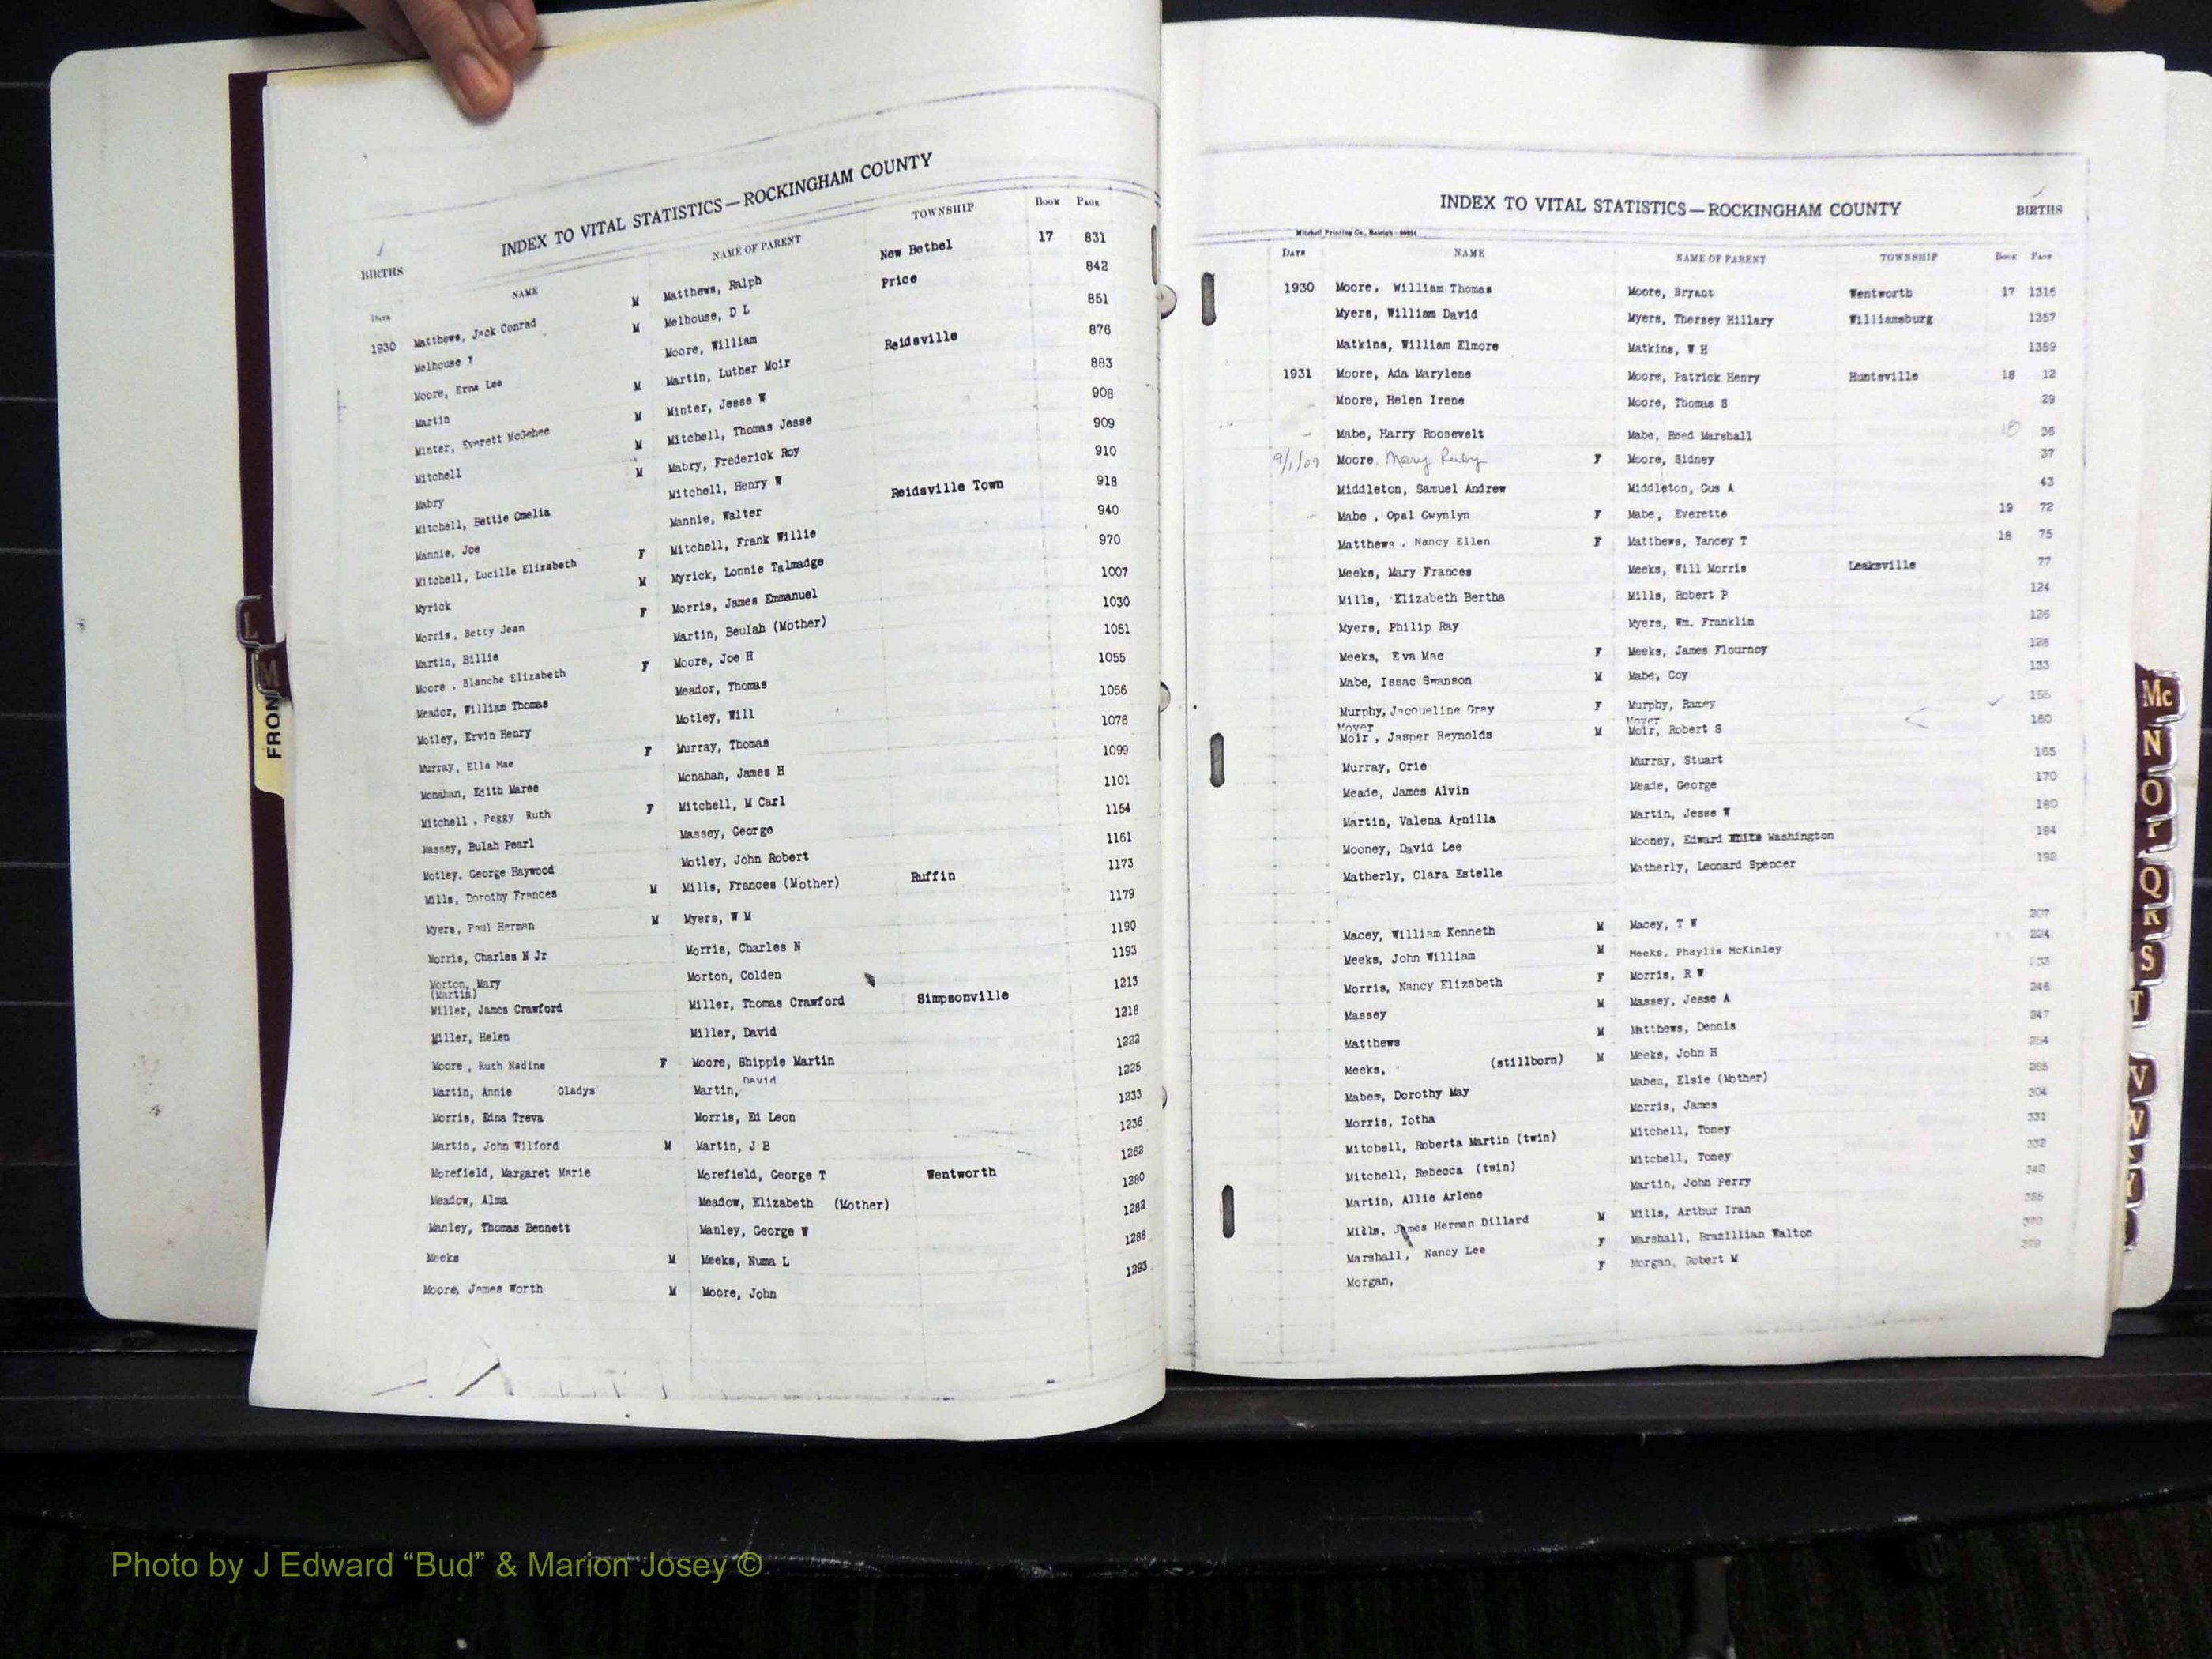 INDEX TO VITAL STATISTICS—ROCKINGHAM COUNTY
BIRTHS
DATE NAME NAME OF PARENT TOWNSHIP BOOK PAGE
1930 Matthews, Jack Conrad M Matthews, Ralph New Bethel 17 831
Melhouse ? M Melhouse, D L Price 842
Moore, Erna Lee Moore, William 851
Martin M Martin, Luther Moir Reidsville 876
Minter, Everett McGehee M Minter, Jesse W 883
Mitchell M Mitchell, Thomas Jesse 908
Mabry M Mabry, Frederick Roy 909
Mitchell, Bettie Omelia Mitchell, Henry W 910
Mannie, Joe Mannie, Walter Reidsville Town 918
Mitchell, Lucille Elizabeth F Mitchell, Frank Willie 940
Myrick M Myrick, Lonnie Talmadge 970
Morris, Betty Jean F Morris, James Emmanuel 1007
Martin, Billie Martin, Beulah (Mother) 1030
Moore , Blanche Elizabeth F Moore, Joe H 1051
Meador, William Thomas Meador, Thomas 1055
Motley, Ervin Henry Motley, Will 1056
Murray, Ella Mae F Murray, Thomas 1076
Monahan, Edith Maree Monahan, James H 1099
Mitchell , Peggy Ruth F Mitchell, M Carl 1101
Massey, Bulah Pearl Massey, George 1154
Motley, George Haywood Motley, John Robert 1161
Mills, Dorothy Frances M Mills, Frances (Mother) Ruffin 1173
Myers, Paul Herman M Myers, W M 1179
Morris, Charles N Jr Morris, Charles N 1190
Morton, Mary Morton, Colden 1193
(Martin)
Miller, James Crawford Miller, Thomas Crawford Simpsonville 1213
Miller, Helen Miller, David 1218
Moore , Ruth Nadine F Moore, Shippie Martin 1222
Martin, Annie Gladys Martin, David 1225
Morris, Edna Treva Morris, Ed Leon 1233
Martin, John Wilford M Martin, J B 1236
Morefield, Margaret Marie Morefield, George T Wentworth 1262
Meadow, Alma Meadow, Elizabeth (Mother) 1280
Manley, Thomas Bennett Manley, George W 1282
Meeks M Meeks, Numa L 1288
Moore, James Worth M Moore, John 1293
L
M
FRON
INDEX TO VITAL STATISTICS—ROCKINGHAM COUNTY
BIRTHS
Mitchell Printing Co., Raleigh
DATE NAME NAME OF PARENT TOWNSHIP BOOK PAGE
1930 Moore, William Thomas Moore, Bryant Wentworth 17 1316
Myers, William David Myers, Thersey Hillary Williamsburg 1357
Matkins, William Elmore Matkins, W H 1359
1931 Moore, Ada Marylene Moore, Patrick Henry Huntsville 18 12
Moore, Helen Irene Moore, Thomas S 29
Mabe, Harry Roosevelt Mabe, Reed Marshall 18 36
9/1/09 Moore, Mary Ruby F Moore, Sidney 37
Middleton, Samuel Andrew Middleton, Gus A 43
Mabe , Opal Gwynlyn F Mabe, Everette 19 72
Matthews , Nancy Ellen F Matthews, Yancey T 18 75
Meeks, Mary Frances Meeks, Will Morris Leaksville 77
Mills, Elizabeth Bertha Mills, Robert P 124
Myers, Philip Ray Myers, Wm. Franklin 126
Meeks, Eva Mae F Meeks, James Flournoy 128
Mabe, Issac Swanson M Mabe, Coy 133
Murphy, Jacqueline Gray F Murphy, Ramey 155
Moyer Moyer
Moir , Jasper Reynolds M Moir, Robert S 160
Murray, Orie Murray, Stuart 165
Meade, James Alvin Meade, George 170
Martin, Valena Arnilla Martin, Jesse W 180
Mooney, David Lee Mooney, Edward White Washington 184
Matherly, Clara Estelle Matherly, Leonard Spencer 192
Macey, William Kenneth M Macey, T W 207
Meeks, John William M Meeks, Phaylis McKinley 224
Morris, Nancy Elizabeth F Morris, R W 233
Massey M Massey, Jesse A 246
Matthews M Matthews, Dennis 247
Meeks, (stillborn) M Meeks, John H 254
Mabes, Dorothy May Mabes, Elsie (Mother) 265
Morris, Iotha Morris, James 304
Mitchell, Roberta Martin (twin) Mitchell, Toney 331
Mitchell, Rebecca (twin) Mitchell, Toney 332
Martin, Allie Arlene Martin, John Perry 340
Mills, James Herman Dillard M Mills, Arthur Iran 355
Marshall, Nancy Lee F Marshall, Brazillian Walton 370
Morgan, F Morgan, Robert M 379
Mc
N
O
P
Q
R
S
T
V
W
Y
Photo by J Edward “Bud” & Marion Josey ©